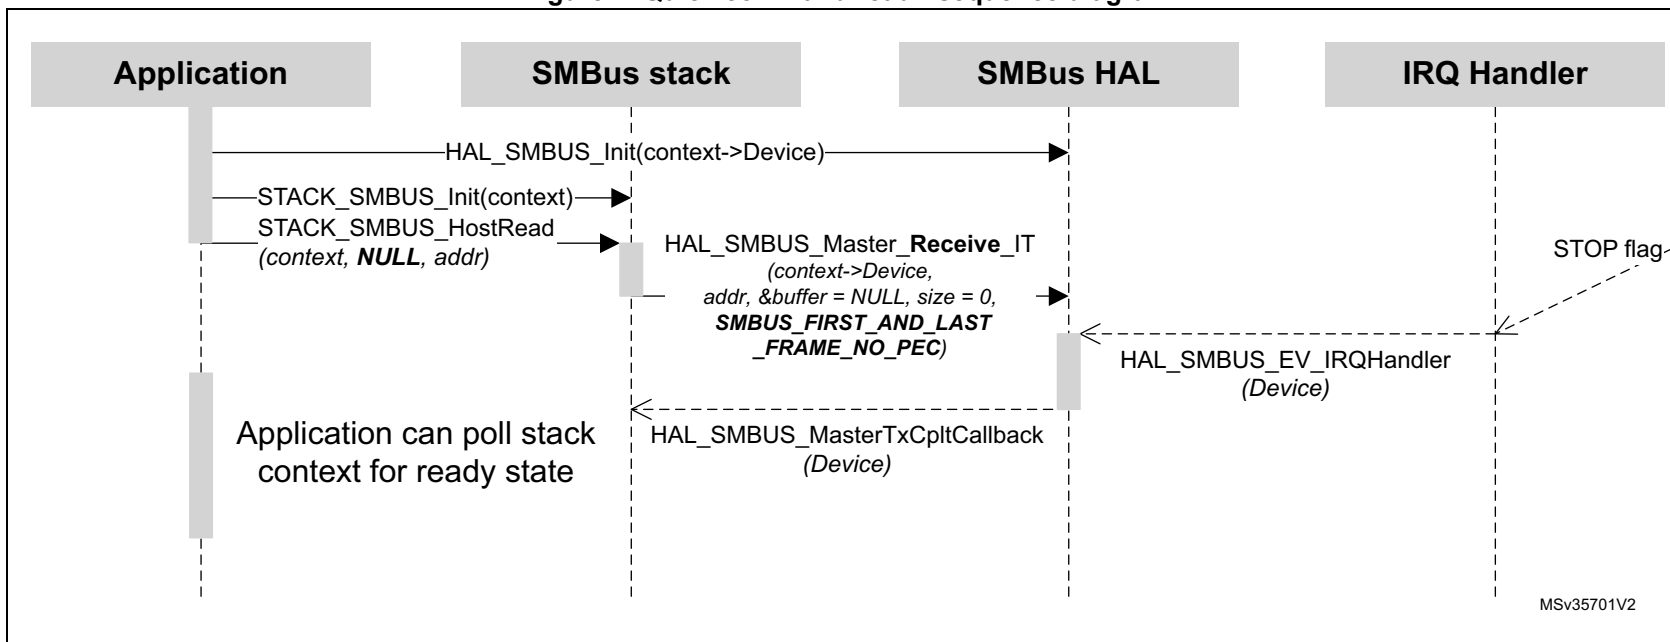 Application
SMBus stack
SMBus HAL
IRQ Handler
HAL_SMBUS_Init(context->Device)
STACK_SMBUS_Init(context)
STACK_SMBUS_HostRead
(context, NULL, addr)
HAL_SMBUS_Master_Receive_IT
(context->Device,
addr, &buffer = NULL, size = 0,
SMBUS_FIRST_AND_LAST
_FRAME_NO_PEC)
STOP flag
HAL_SMBUS_EV_IRQHandler
(Device)
HAL_SMBUS_MasterTxCpltCallback
(Device)
Application can poll stack
context for ready state
MSv35701V2